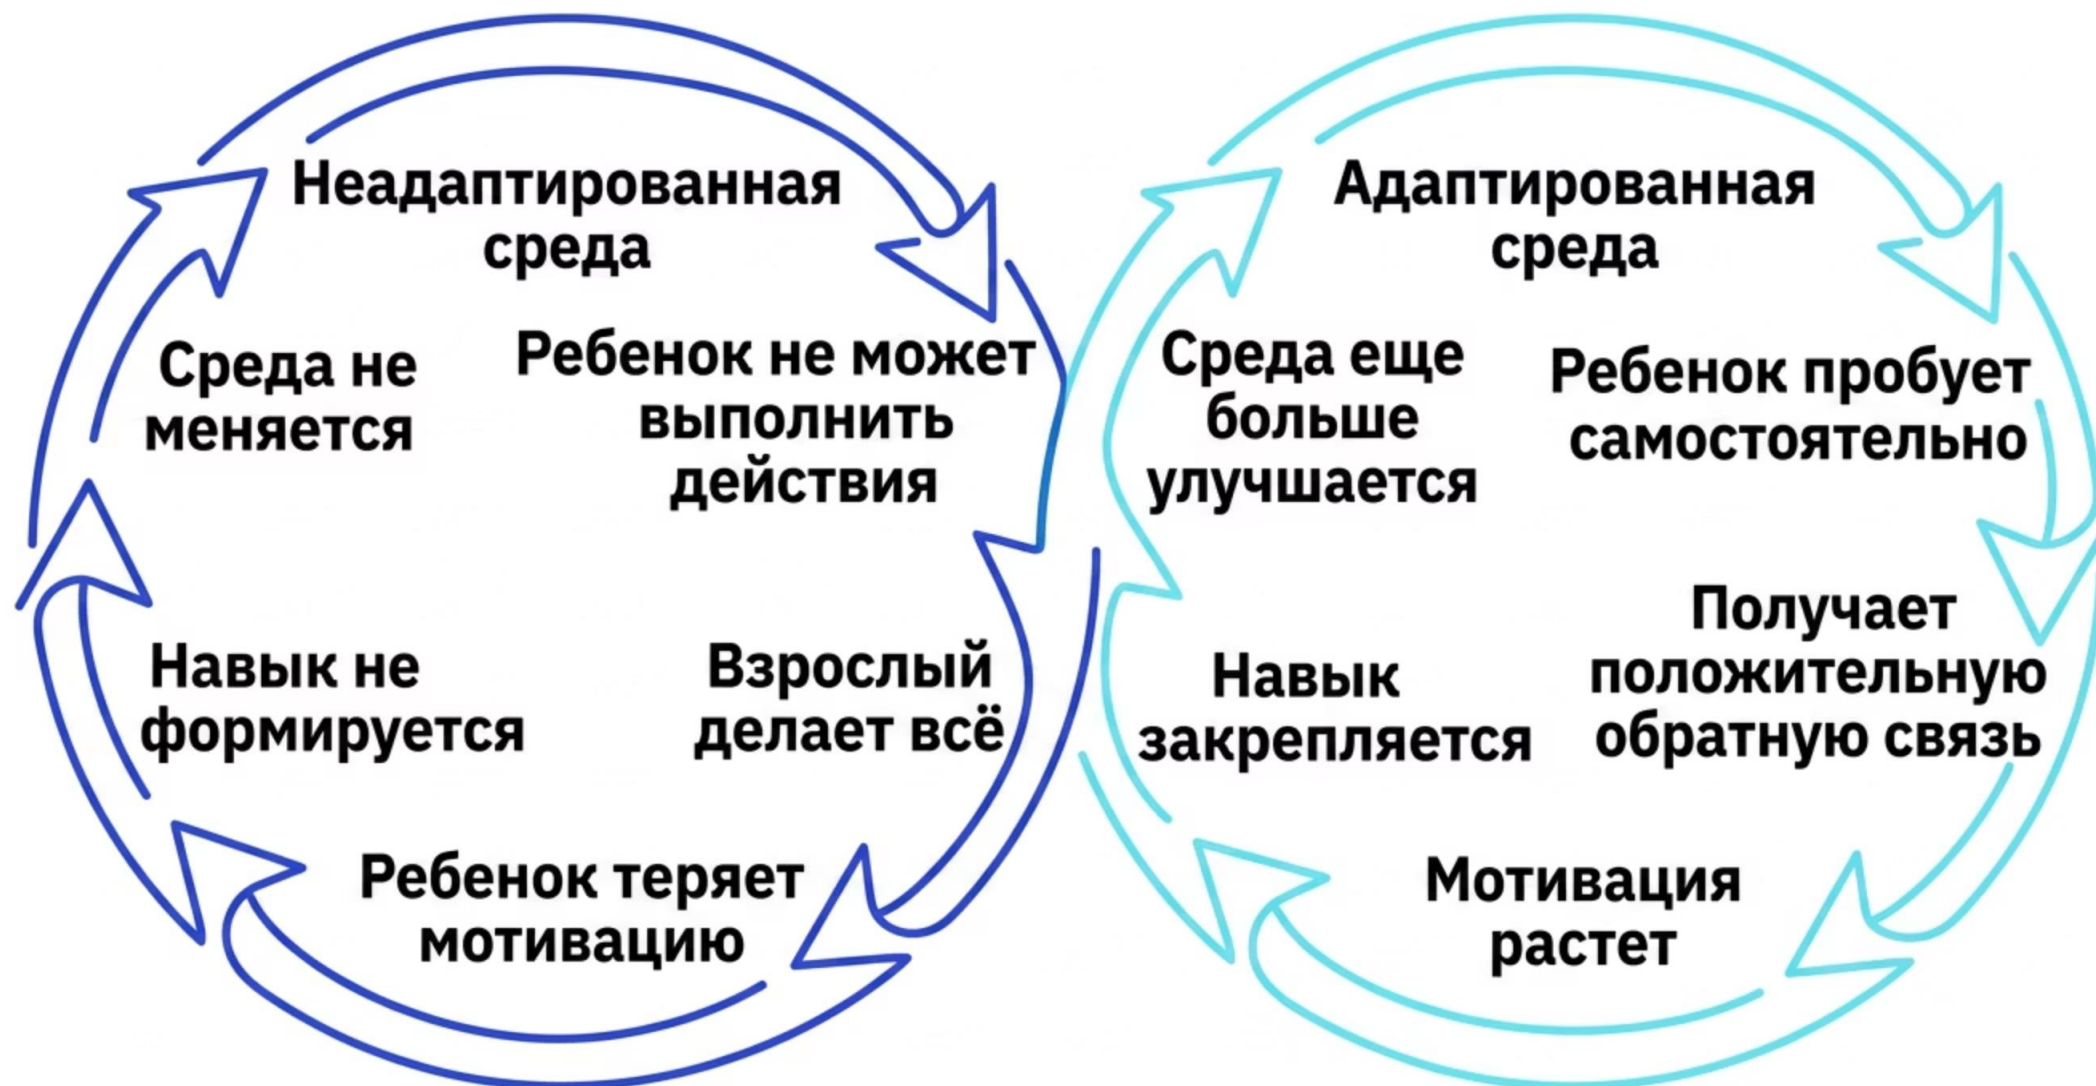 Неадаптированная
среда
Ребенок не может
выполнить
действия
Взрослый
делает всё
Ребенок теряет
мотивацию
Навык не
формируется
Среда не
меняется
Адаптированная
среда
Ребенок пробует
самостоятельно
Получает
положительную
обратную связь
Мотивация
растет
Навык
закрепляется
Среда еще
больше
улучшается